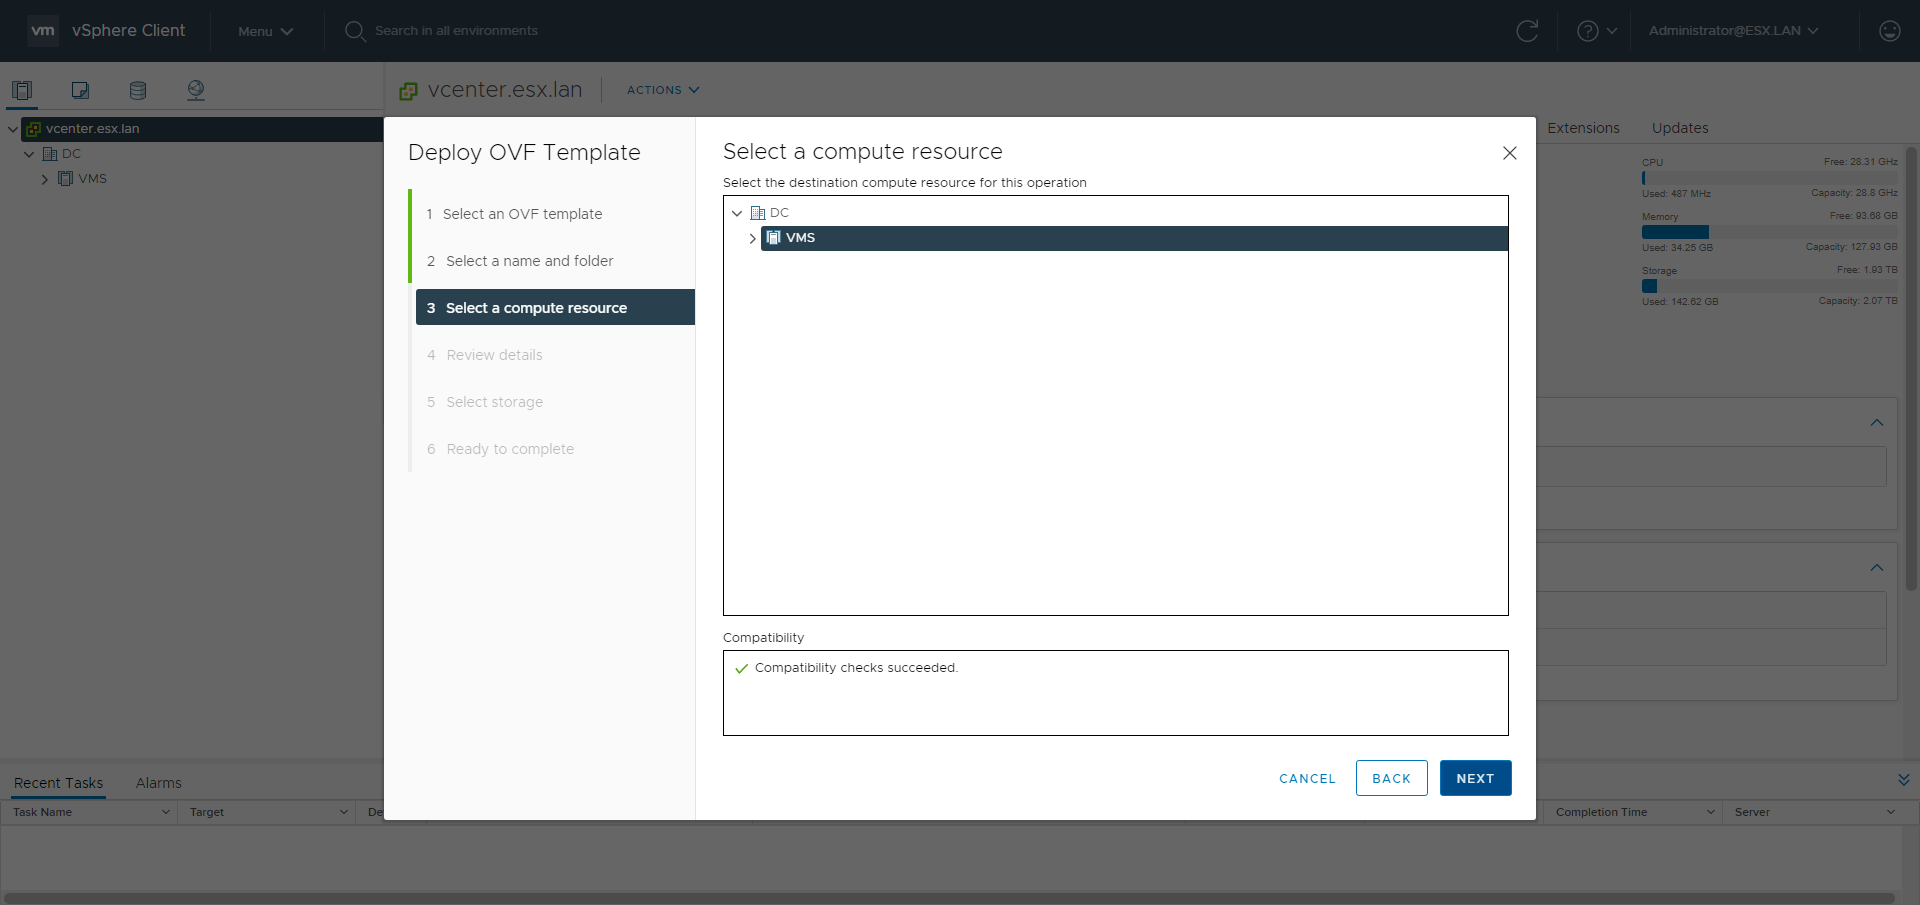 vm vSphere Client Menu Search in all environments Administrator@ESX.LAN
vcenter.esx.lan ACTIONS
vcenter.esx.lan
DC
VMS
Extensions Updates
CPU Free: 28.31 GHz
Used: 487 MHz Capacity: 28.8 GHz
Memory Free: 93.68 GB
Used: 34.25 GB Capacity: 127.93 GB
Storage Free: 1.93 TB
Used: 142.62 GB Capacity: 2.07 TB
Deploy OVF Template
1 Select an OVF template
2 Select a name and folder
3 Select a compute resource
4 Review details
5 Select storage
6 Ready to complete
Select a compute resource
Select the destination compute resource for this operation
DC
VMS
Compatibility
Compatibility checks succeeded.
CANCEL BACK NEXT
Recent Tasks Alarms
Task Name Target De Completion Time Server